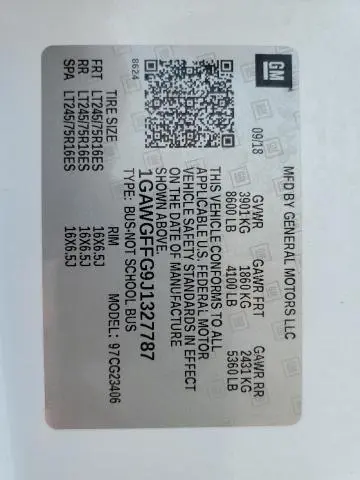 GM
MFD BY GENERAL MOTORS LLC
09/18 GVWR GAWR FRT GAWR RR
3901 KG 1860 KG 2431 KG
8600 LB 4100 LB 5360 LB
THIS VEHICLE CONFORMS TO ALL
APPLICABLE U.S. FEDERAL MOTOR
VEHICLE SAFETY STANDARDS IN EFFECT
ON THE DATE OF MANUFACTURE
SHOWN ABOVE.
1GAWGFFG9J1327787
TYPE: BUS-NOT SCHOOL BUS
8624 MODEL: 97CG23406
TIRE SIZE RIM
FRT LT245/75R16ES 16X6.5J
RR LT245/75R16ES 16X6.5J
SPA LT245/75R16ES 16X6.5J